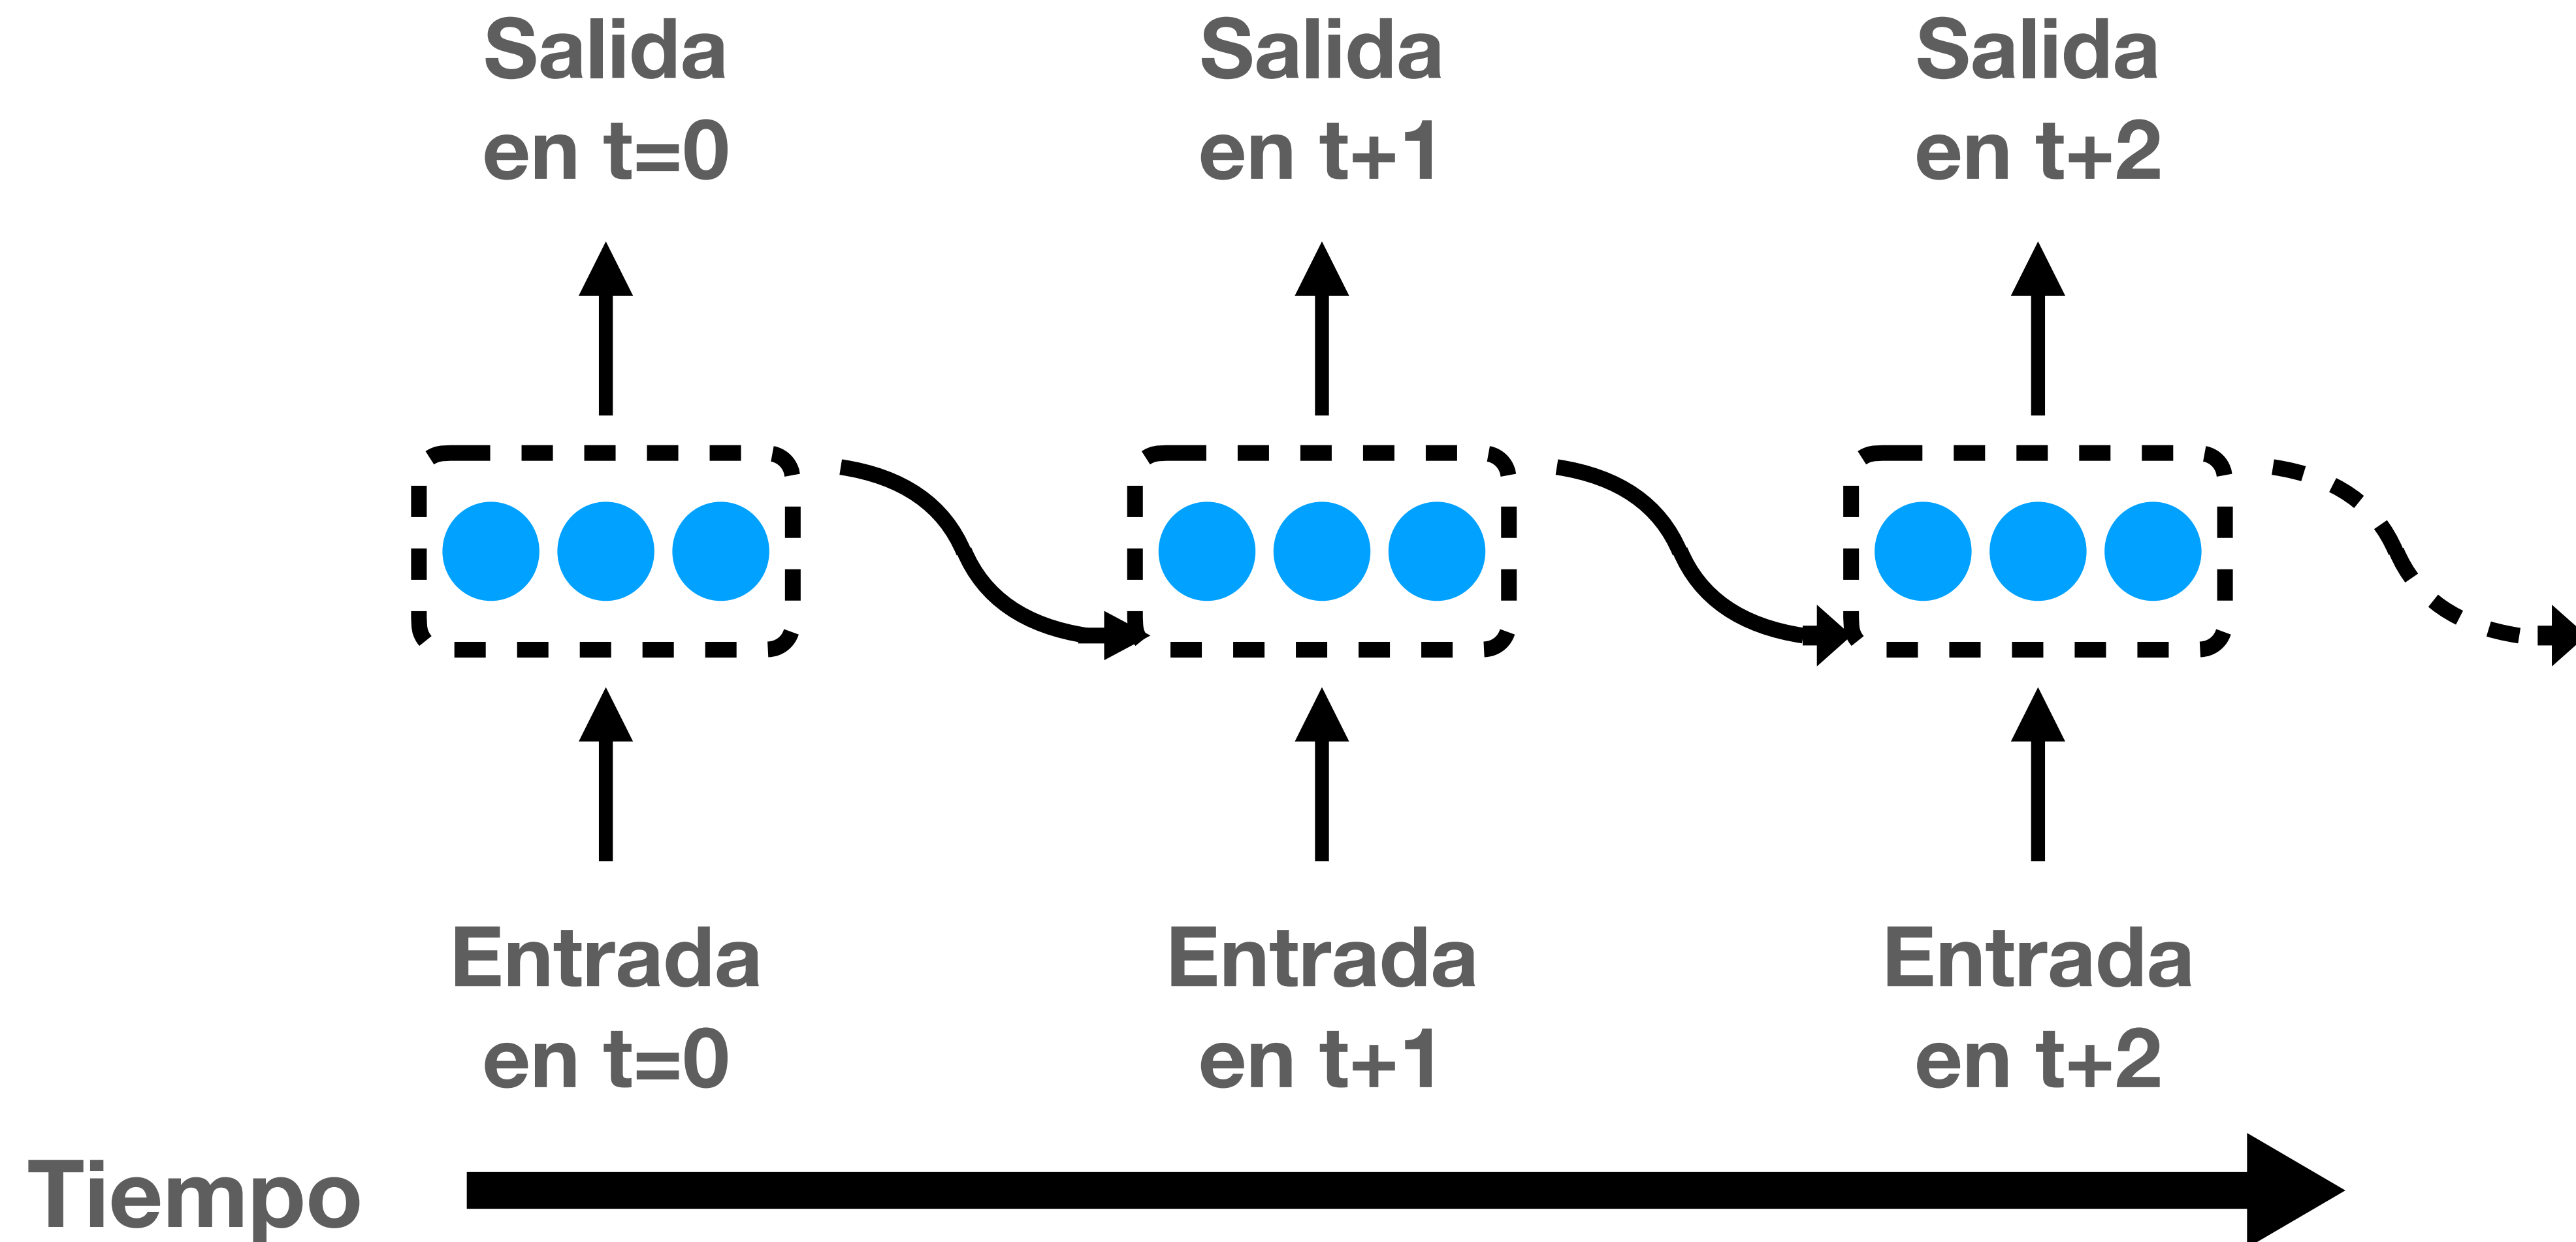 Salida
en t=0
Salida
en t+1
Salida
en t+2
Entrada
en t=0
Entrada
en t+1
Entrada
en t+2
Tiempo